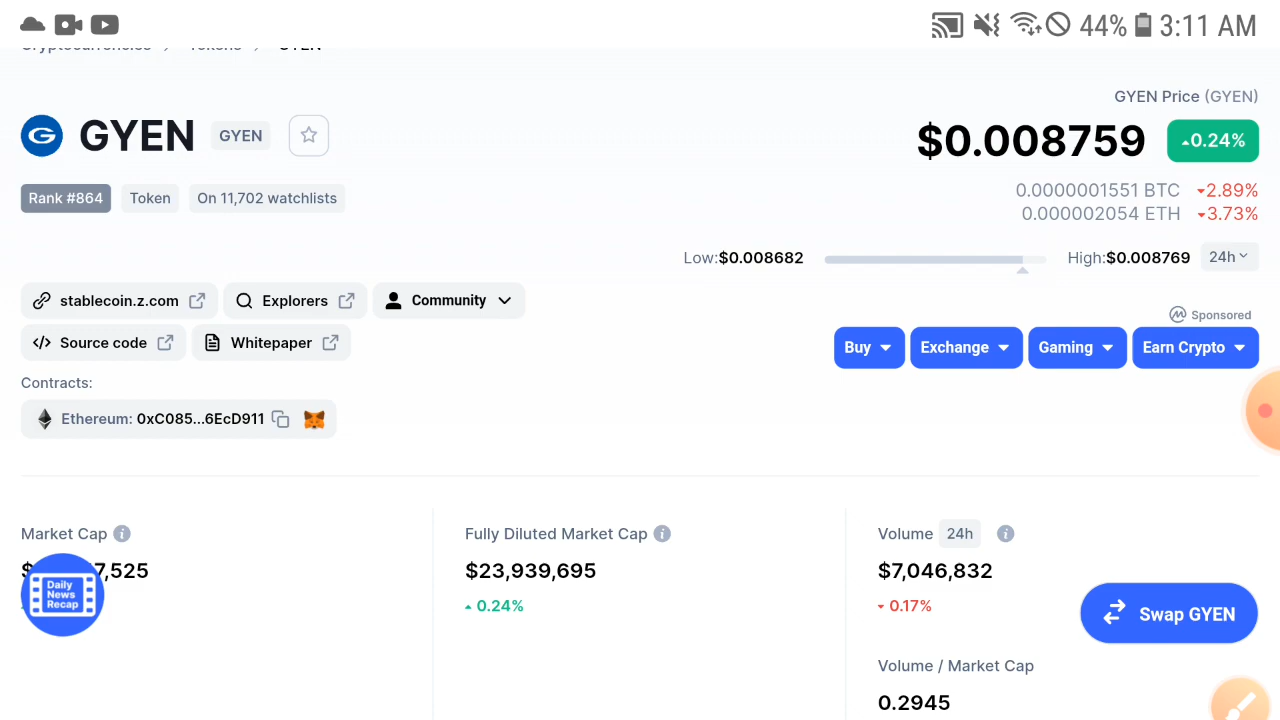 44% 3:11 AM
GYEN
GYEN Price (GYEN)
GYEN GYEN
$0.008759 0.24%
Rank #864 Token On 11,702 watchlists
0.0000001551 BTC 2.89%
0.000002054 ETH 3.73%
Low:$0.008682 High:$0.008769 24h
stablecoin.z.com Explorers Community
Sponsored
Source code Whitepaper
Buy Exchange Gaming Earn Crypto
Contracts:
Ethereum: 0xC085...6EcD911
Market Cap Fully Diluted Market Cap Volume 24h
7,525 $23,939,695 $7,046,832
Daily
News
Recap
0.24% 0.17%
Swap GYEN
Volume / Market Cap
0.2945